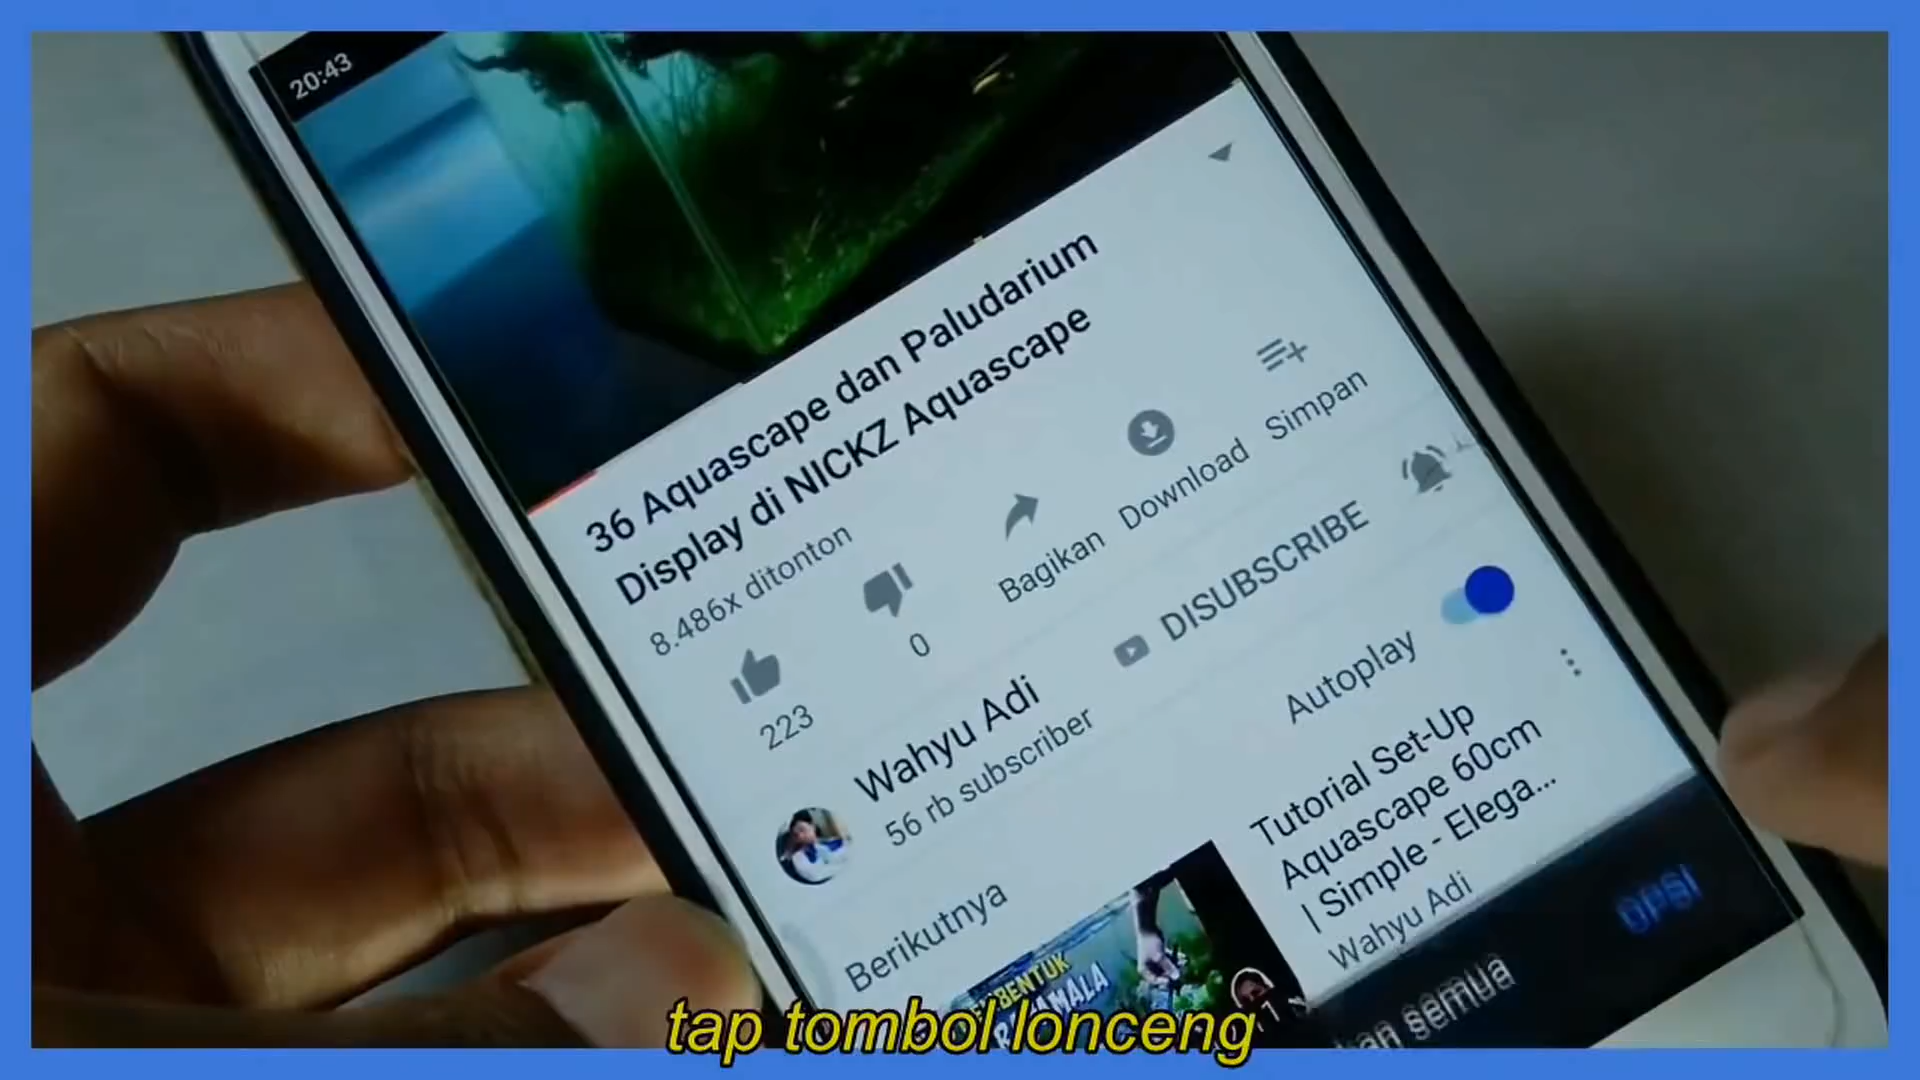 20:43
36 Aquascape dan Paludarium
Display di NICKZ Aquascape
8.486x ditonton
223
0
Bagikan
Download
Simpan
Wahyu Adi
56 rb subscriber
DISUBSCRIBE
Autoplay
Berikutnya
Tutorial Set-Up
Aquascape 60cm
| Simple - Elega...
Wahyu Adi
semua
OPSI
tap tombol lonceng